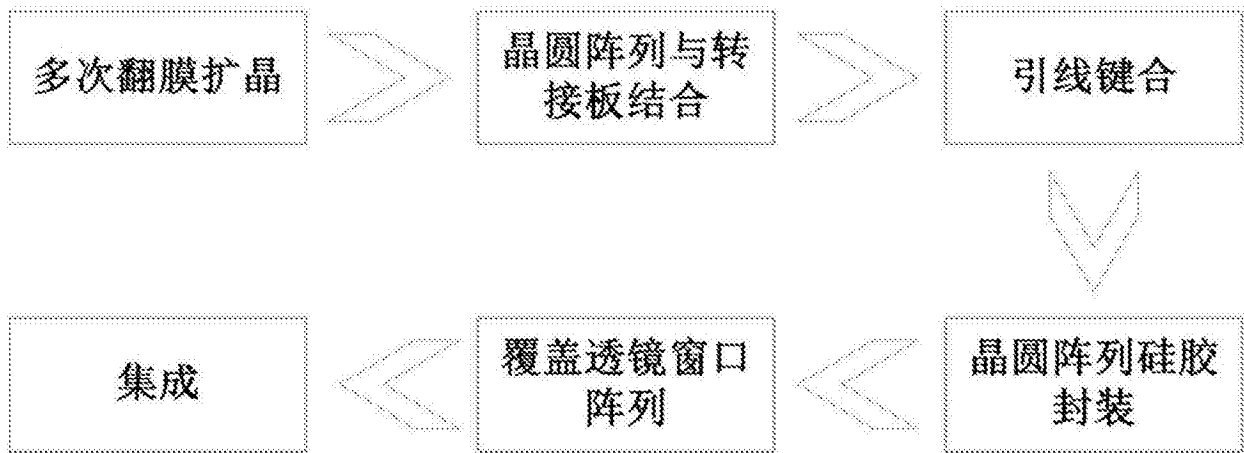 多次翻膜扩晶
晶圆阵列与转
接板结合
引线键合
晶圆阵列硅胶
封装
覆盖透镜窗口
阵列
集成